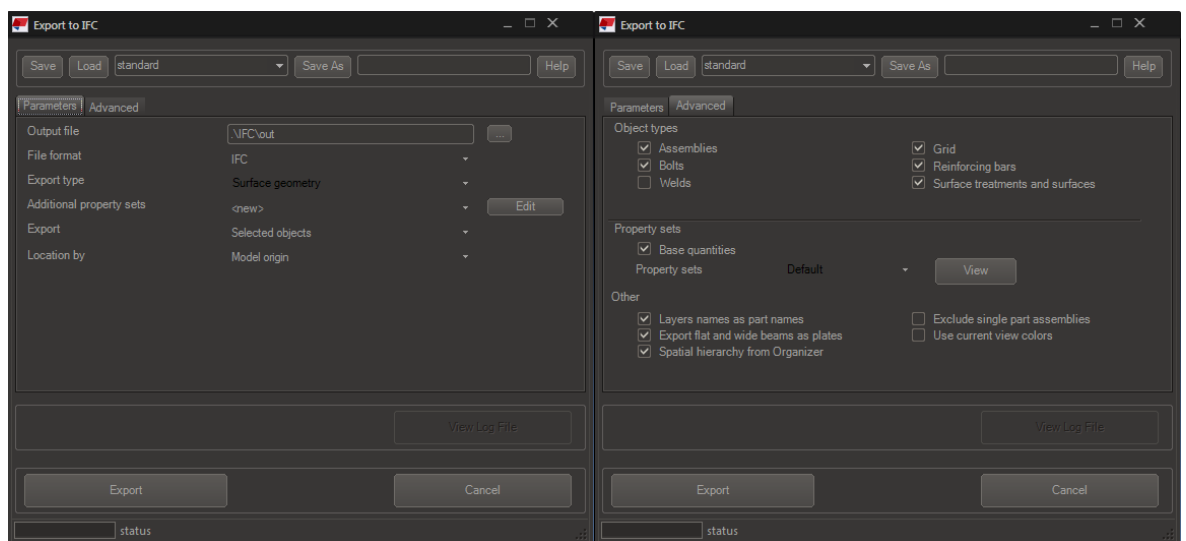 Export to IFC
Save Load standard Save As Help
Parameters Advanced
Output file .\IFC\out ...
File format IFC
Export type Surface geometry
Additional property sets <new> Edit
Export Selected objects
Location by Model origin
View Log File
Export Cancel
status
Export to IFC
Save Load standard Save As Help
Parameters Advanced
Object types
Assemblies Grid
Bolts Reinforcing bars
Welds Surface treatments and surfaces
Property sets
Base quantities
Property sets Default View
Other
Layers names as part names Exclude single part assemblies
Export flat and wide beams as plates Use current view colors
Spatial hierarchy from Organizer
View Log File
Export Cancel
status